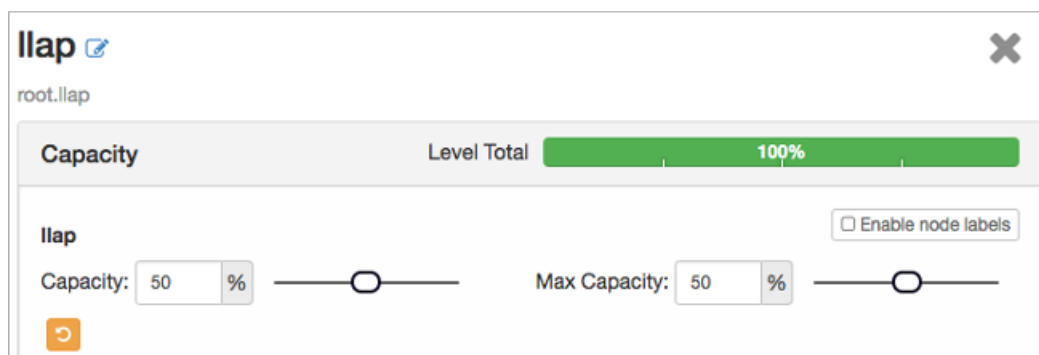 llap
root.llap
Capacity Level Total 100%
llap Enable node labels
Capacity: 50 % Max Capacity: 50 %